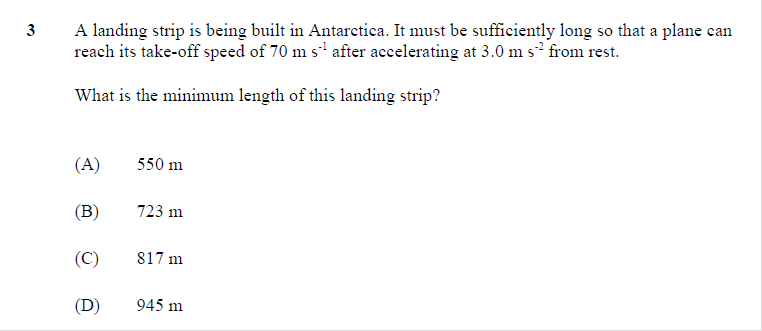 3 A landing strip is being built in Antarctica. It must be sufficiently long so that a plane can
reach its take-off speed of 70 m s⁻¹ after accelerating at 3.0 m s⁻² from rest.
What is the minimum length of this landing strip?
(A) 550 m
(B) 723 m
(C) 817 m
(D) 945 m